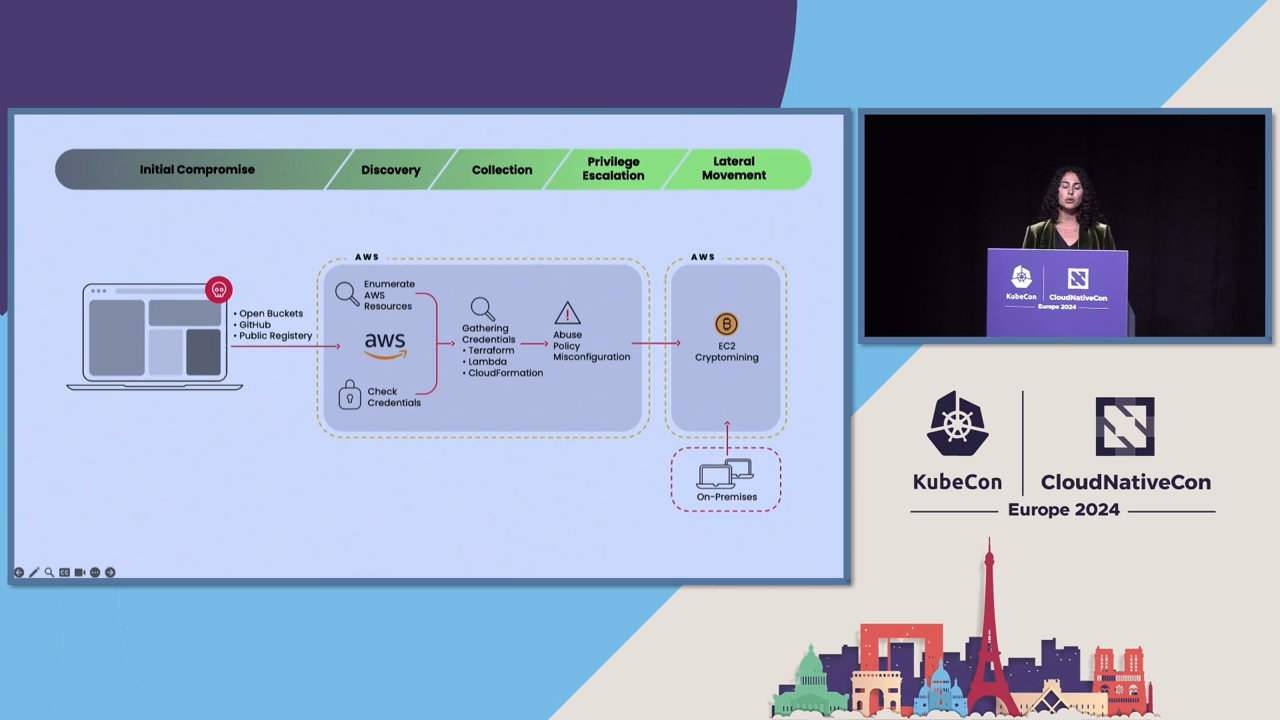 Initial Compromise
Discovery
Collection
Privilege
Escalation
Lateral
Movement
AWS
AWS
• Open Buckets
• GitHub
• Public Registery
Enumerate
AWS
Resources
aws
Check
Credentials
Gathering
Credentials
• Terraform
• Lambda
• CloudFormation
Abuse
Policy
Misconfiguration
EC2
Cryptomining
On-Premises
CC
KubeCon
CloudNativeCon
Europe 2024
KubeCon
CloudNativeCon
Europe 2024